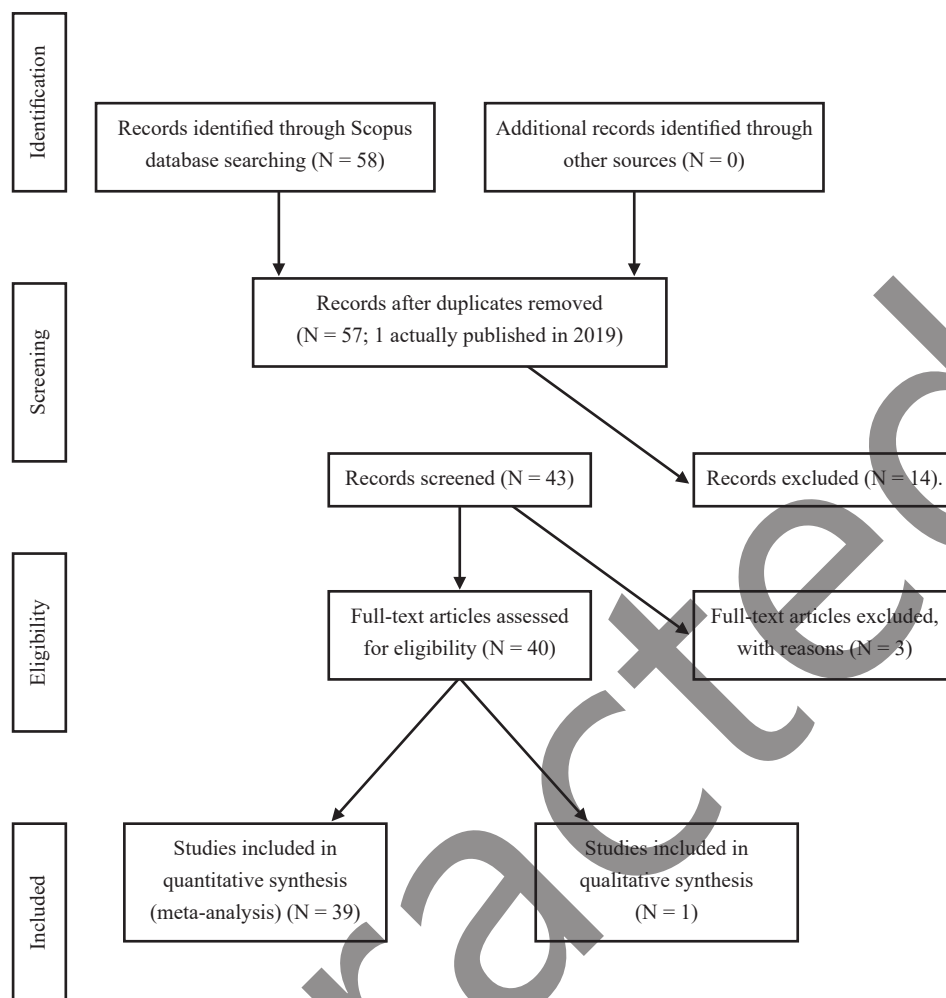 Identification
Records identified through Scopus
database searching (N = 58)
Additional records identified through
other sources (N = 0)
Screening
Records after duplicates removed
(N = 57; 1 actually published in 2019)
Records screened (N = 43)
Records excluded (N = 14).
Eligibility
Full-text articles assessed
for eligibility (N = 40)
Full-text articles excluded,
with reasons (N = 3)
Included
Studies included in
quantitative synthesis
(meta-analysis) (N = 39)
Studies included in
qualitative synthesis
(N = 1)
racted